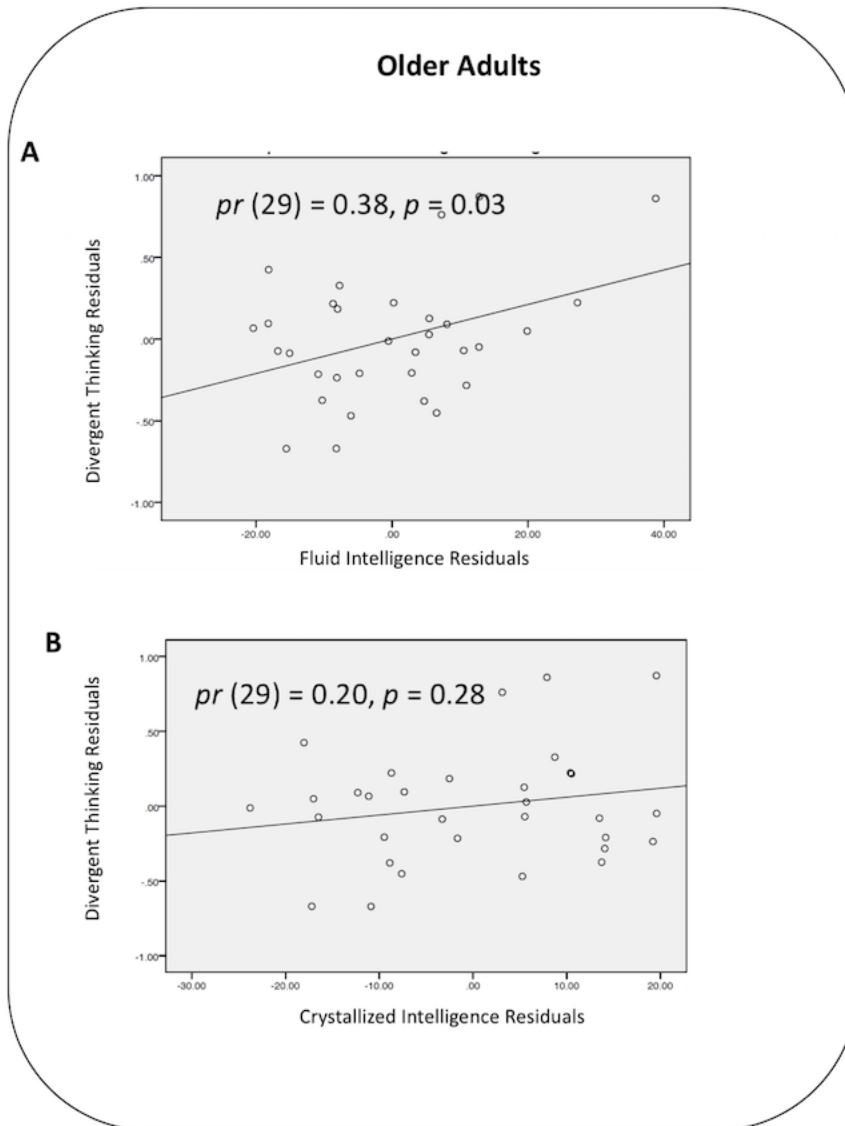 Older Adults
A
pr (29) = 0.38, p = 0.03
1.00
.50
.00
-.50
-1.00
Divergent Thinking Residuals
-20.00
.00
20.00
40.00
Fluid Intelligence Residuals
B
pr (29) = 0.20, p = 0.28
1.00
.50
.00
-.50
-1.00
Divergent Thinking Residuals
-30.00
-20.00
-10.00
.00
10.00
20.00
Crystallized Intelligence Residuals